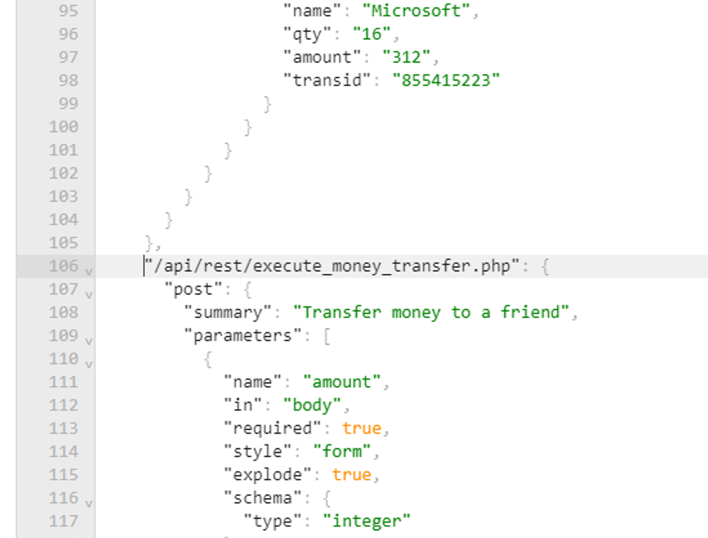 95 "name": "Microsoft",
96 "qty": "16",
97 "amount": "312",
98 "transid": "855415223"
99 }
100 }
101 }
102 }
103 }
104 }
105 },
106 "/api/rest/execute_money_transfer.php": {
107 "post": {
108 "summary": "Transfer money to a friend",
109 "parameters": [
110 {
111 "name": "amount",
112 "in": "body",
113 "required": true,
114 "style": "form",
115 "explode": true,
116 "schema": {
117 "type": "integer"